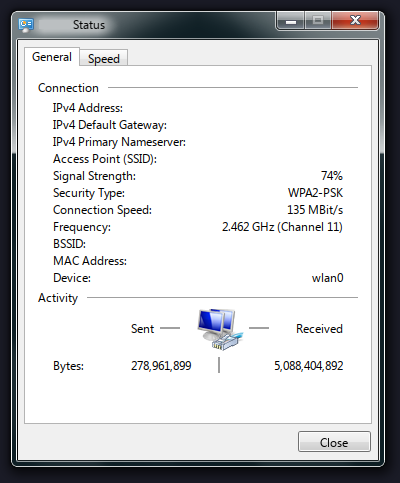 Status
General Speed
Connection
IPv4 Address:
IPv4 Default Gateway:
IPv4 Primary Nameserver:
Access Point (SSID):
Signal Strength: 74%
Security Type: WPA2-PSK
Connection Speed: 135 MBit/s
Frequency: 2.462 GHz (Channel 11)
BSSID:
MAC Address:
Device: wlan0
Activity
Sent Received
Bytes: 278,961,899 5,088,404,892
Close